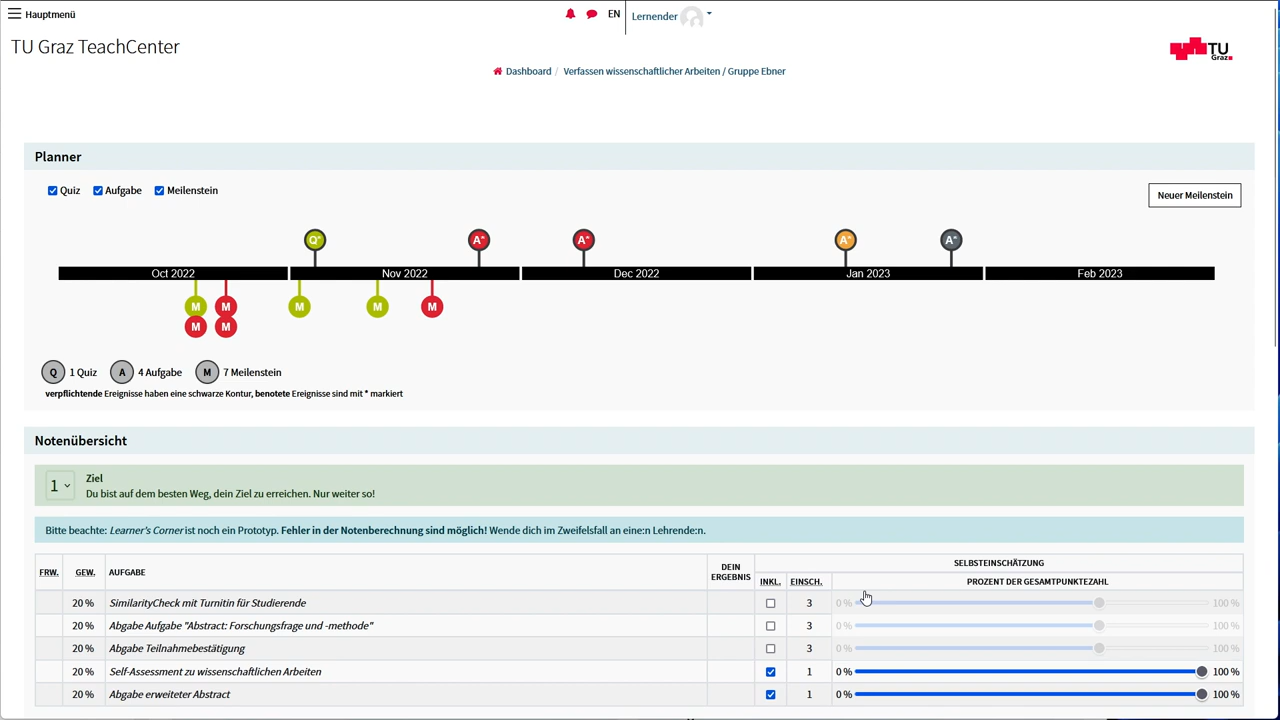 Hauptmenü
EN
Lernender
TU Graz TeachCenter
TU
Graz
Dashboard / Verfassen wissenschaftlicher Arbeiten / Gruppe Ebner
Planner
Quiz Aufgabe Meilenstein
Neuer Meilenstein
Q* A* A* A* A*
Oct 2022 Nov 2022 Dec 2022 Jan 2023 Feb 2023
M M M M M
M M
Q 1 Quiz A 4 Aufgabe M 7 Meilenstein
verpflichtende Ereignisse haben eine schwarze Kontur, benotete Ereignisse sind mit * markiert
Notenübersicht
1
Ziel
Du bist auf dem besten Weg, dein Ziel zu erreichen. Nur weiter so!
Bitte beachte: Learner's Corner ist noch ein Prototyp. Fehler in der Notenberechnung sind möglich! Wende dich im Zweifelsfall an eine:n Lehrende:n.
FRW. GEW. AUFGABE DEIN ERGEBNIS SELBSTEINSCHÄTZUNG
INKL. EINSCH. PROZENT DER GESAMTPUNKTEZAHL
20 % SimilarityCheck mit Turnitin für Studierende 3 0 % 100 %
20 % Abgabe Aufgabe "Abstract: Forschungsfrage und -methode" 3 0 % 100 %
20 % Abgabe Teilnahmebestätigung 3 0 % 100 %
20 % Self-Assessment zu wissenschaftlichen Arbeiten 1 0 % 100 %
20 % Abgabe erweiterter Abstract 1 0 % 100 %